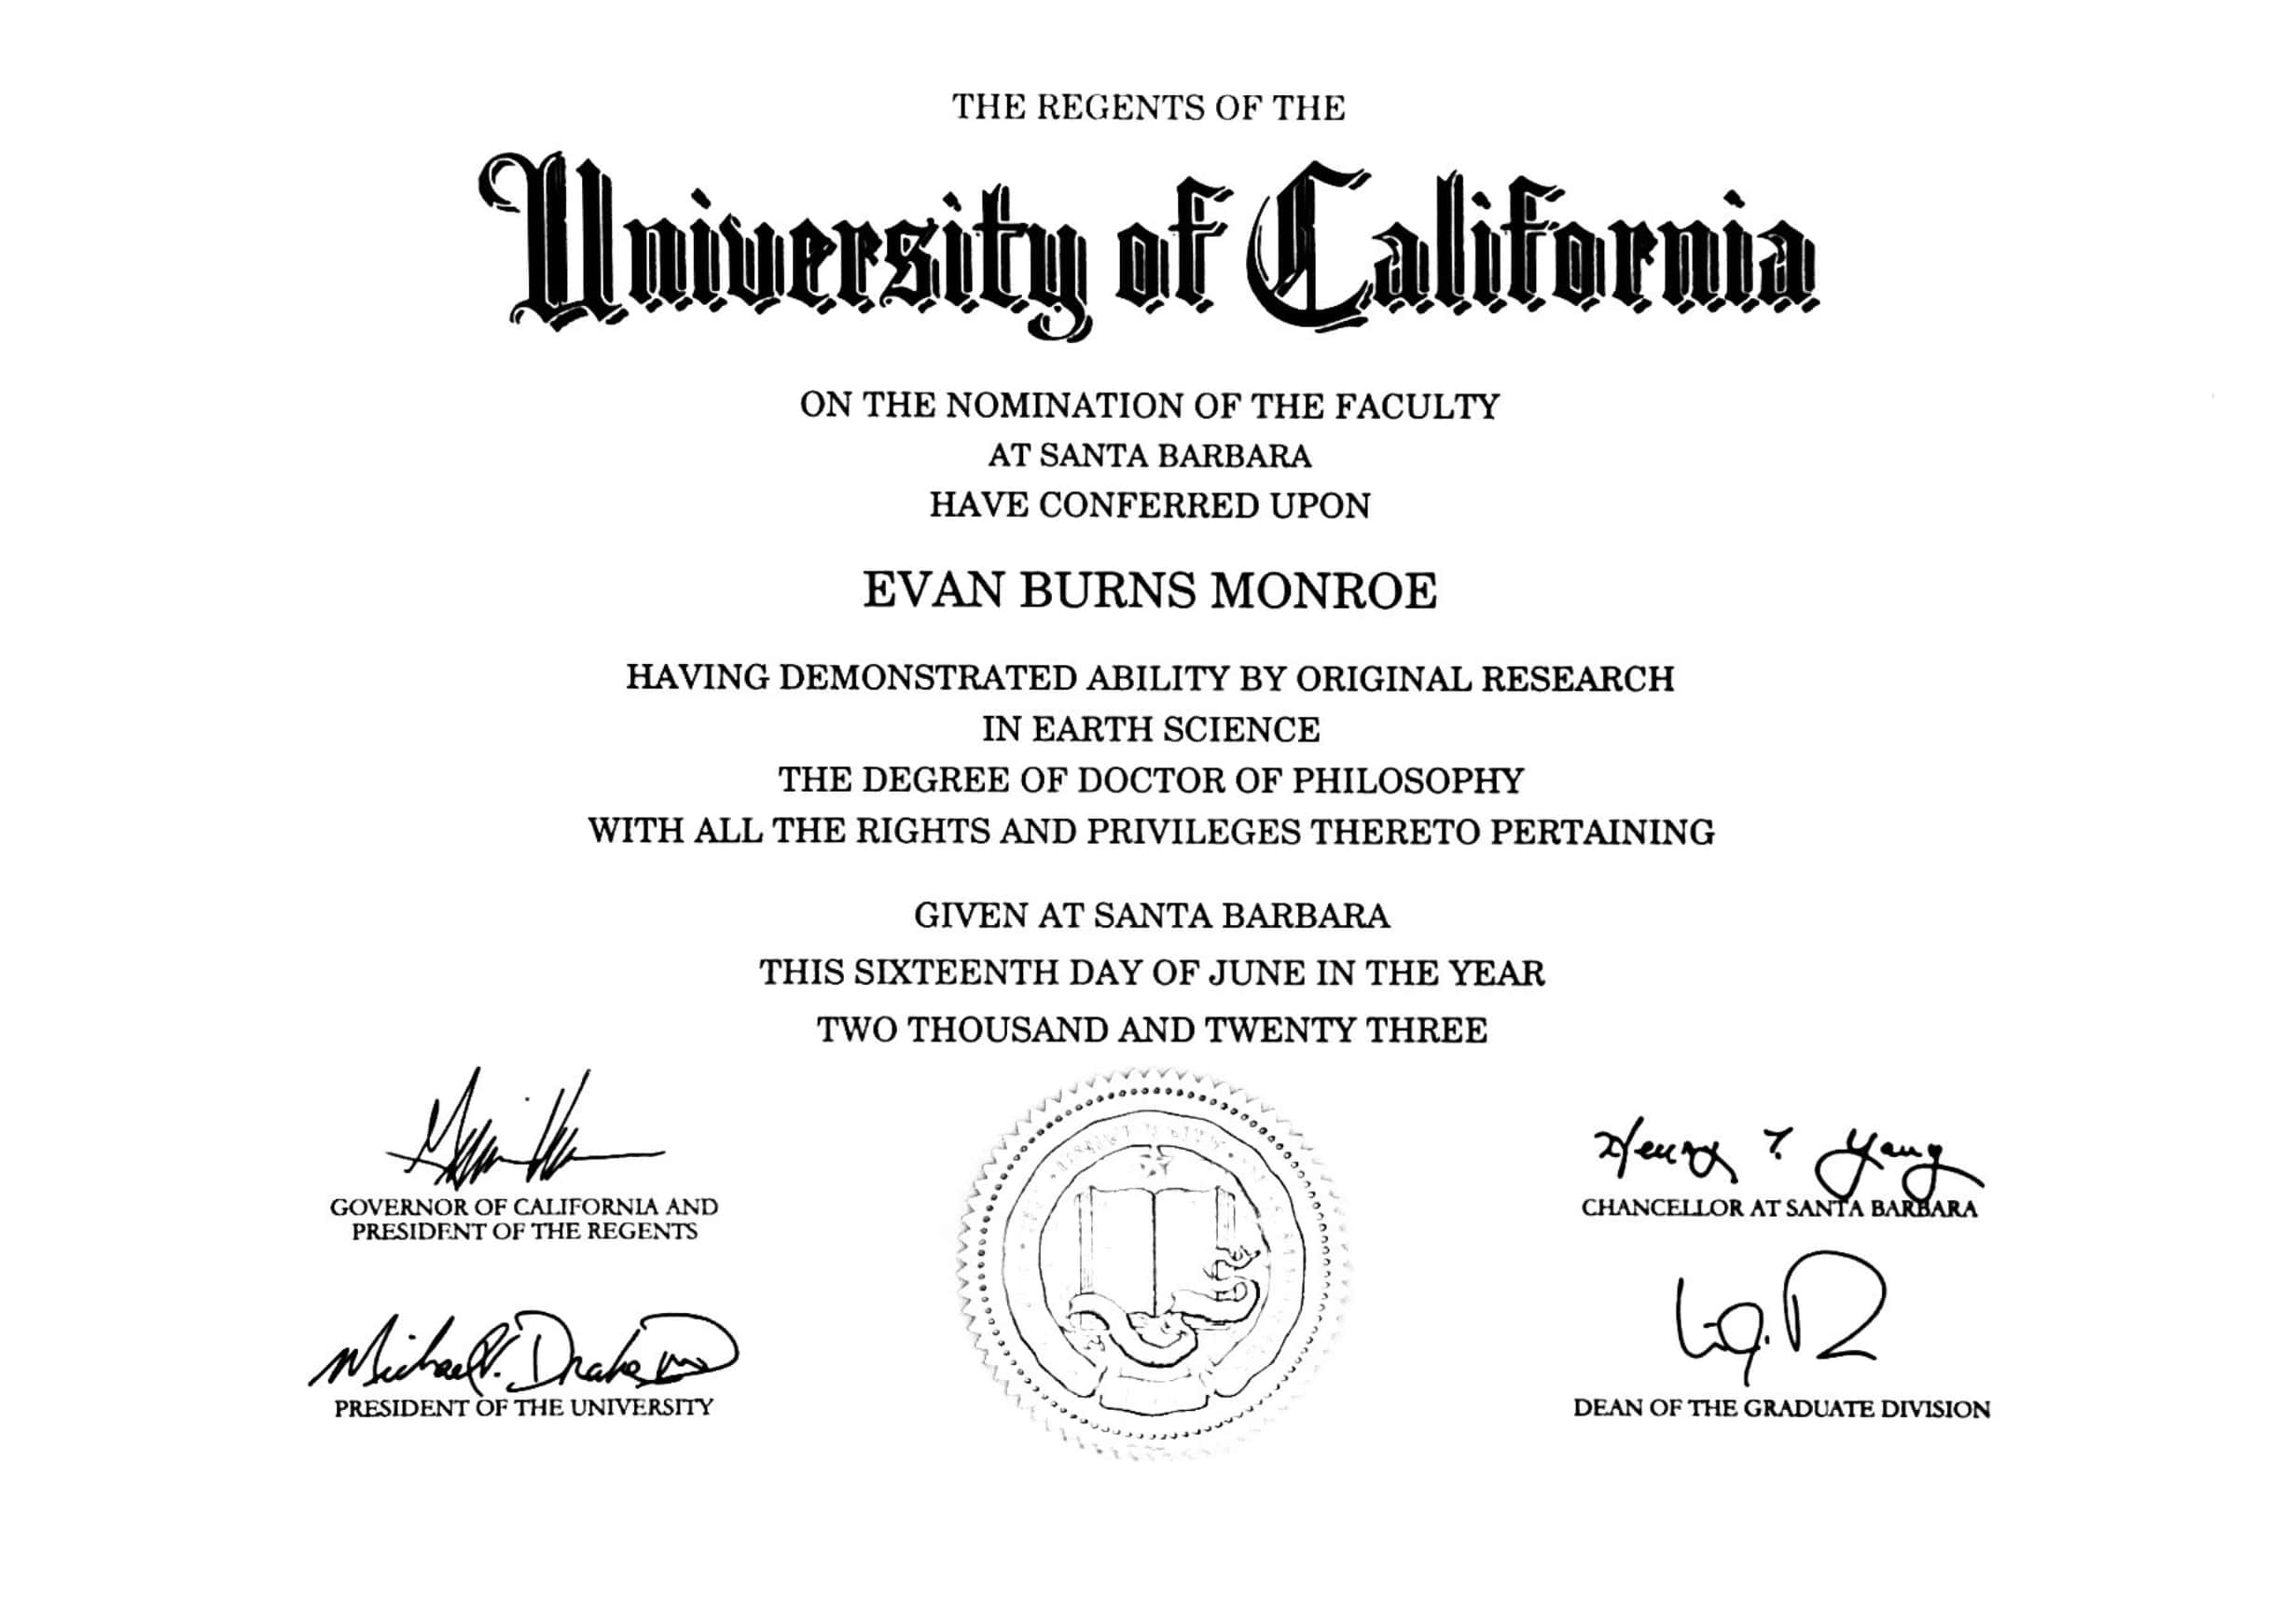 THE REGENTS OF THE
University of California
ON THE NOMINATION OF THE FACULTY
AT SANTA BARBARA
HAVE CONFERRED UPON
EVAN BURNS MONROE
HAVING DEMONSTRATED ABILITY BY ORIGINAL RESEARCH
IN EARTH SCIENCE
THE DEGREE OF DOCTOR OF PHILOSOPHY
WITH ALL THE RIGHTS AND PRIVILEGES THERETO PERTAINING
GIVEN AT SANTA BARBARA
THIS SIXTEENTH DAY OF JUNE IN THE YEAR
TWO THOUSAND AND TWENTY THREE
GOVERNOR OF CALIFORNIA AND
PRESIDENT OF THE REGENTS
Henry T. Yang
CHANCELLOR AT SANTA BARBARA
Michael V. Drake MD
PRESIDENT OF THE UNIVERSITY
DEAN OF THE GRADUATE DIVISION